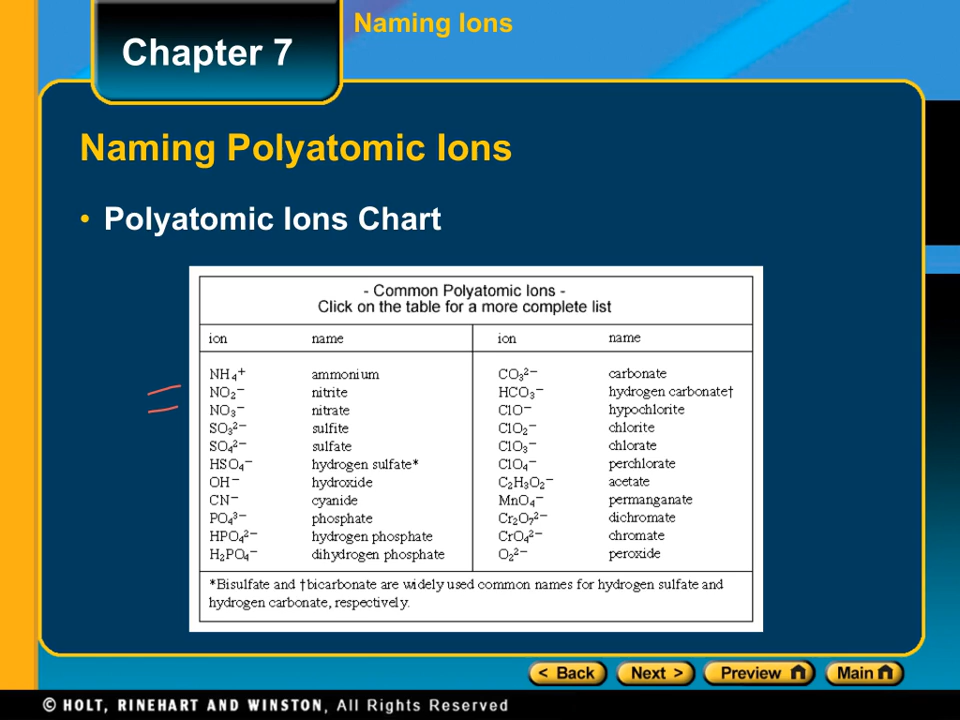 Naming Ions
Chapter 7
Naming Polyatomic Ions
• Polyatomic Ions Chart
- Common Polyatomic Ions -
Click on the table for a more complete list
ion name ion name
NH₄⁺ ammonium CO₃²⁻ carbonate
NO₂⁻ nitrite HCO₃⁻ hydrogen carbonate†
NO₃⁻ nitrate ClO⁻ hypochlorite
SO₃²⁻ sulfite ClO₂⁻ chlorite
SO₄²⁻ sulfate ClO₃⁻ chlorate
HSO₄⁻ hydrogen sulfate* ClO₄⁻ perchlorate
OH⁻ hydroxide C₂H₃O₂⁻ acetate
CN⁻ cyanide MnO₄⁻ permanganate
PO₄³⁻ phosphate Cr₂O₇²⁻ dichromate
HPO₄²⁻ hydrogen phosphate CrO₄²⁻ chromate
H₂PO₄⁻ dihydrogen phosphate O₂²⁻ peroxide
*Bisulfate and †bicarbonate are widely used common names for hydrogen sulfate and
hydrogen carbonate, respectively.
< Back Next > Preview Main
© HOLT, RINEHART AND WINSTON, All Rights Reserved